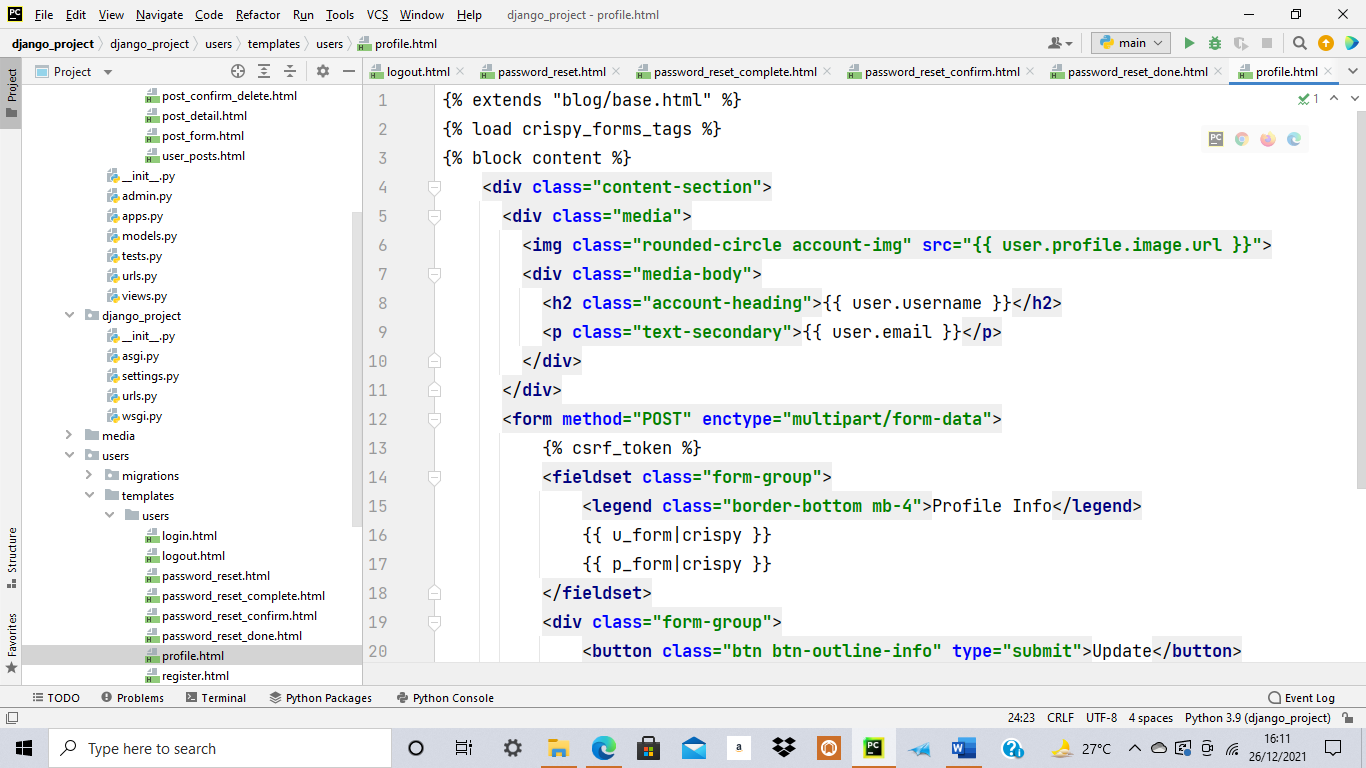 File Edit View Navigate Code Refactor Run Tools VCS Window Help django_project - profile.html
django_project django_project users templates users profile.html main
Project logout.html password_reset.html password_reset_complete.html password_reset_confirm.html password_reset_done.html profile.html
Project
Structure
Favorites
post_confirm_delete.html
post_detail.html
post_form.html
user_posts.html
__init__.py
admin.py
apps.py
models.py
tests.py
urls.py
views.py
django_project
__init__.py
asgi.py
settings.py
urls.py
wsgi.py
media
users
migrations
templates
users
login.html
logout.html
password_reset.html
password_reset_complete.html
password_reset_confirm.html
password_reset_done.html
profile.html
register.html
1 {% extends "blog/base.html" %}
2 {% load crispy_forms_tags %}
3 {% block content %}
4 <div class="content-section">
5 <div class="media">
6 <img class="rounded-circle account-img" src="{{ user.profile.image.url }}">
7 <div class="media-body">
8 <h2 class="account-heading">{{ user.username }}</h2>
9 <p class="text-secondary">{{ user.email }}</p>
10 </div>
11 </div>
12 <form method="POST" enctype="multipart/form-data">
13 {% csrf_token %}
14 <fieldset class="form-group">
15 <legend class="border-bottom mb-4">Profile Info</legend>
16 {{ u_form|crispy }}
17 {{ p_form|crispy }}
18 </fieldset>
19 <div class="form-group">
20 <button class="btn btn-outline-info" type="submit">Update</button>
1
TODO Problems Terminal Python Packages Python Console Event Log
24:23 CRLF UTF-8 4 spaces Python 3.9 (django_project)
Type here to search 27°C 16:11
26/12/2021